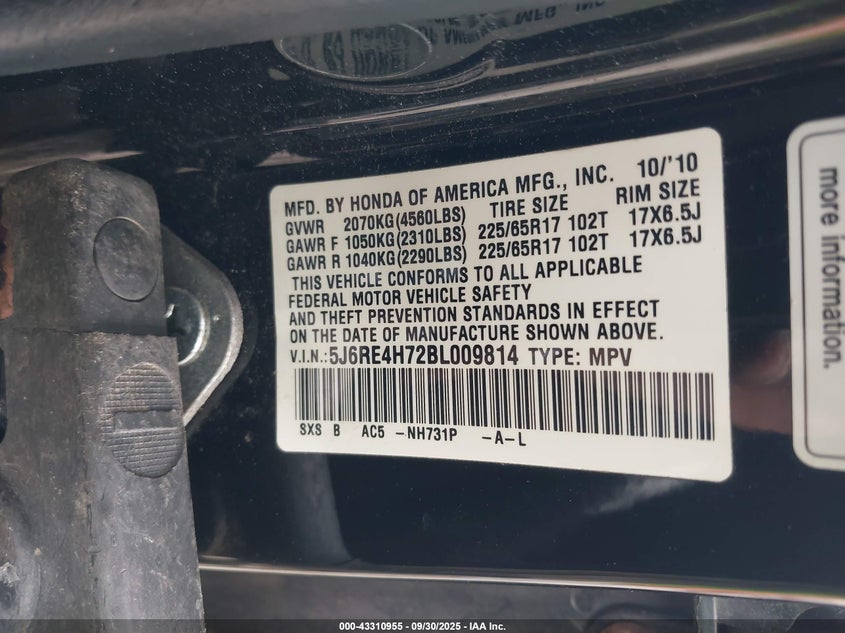 MFD. BY HONDA OF AMERICA MFG., INC. 10/'10
GVWR 2070KG(4560LBS) TIRE SIZE RIM SIZE
GAWR F 1050KG(2310LBS) 225/65R17 102T 17X6.5J
GAWR R 1040KG(2290LBS) 225/65R17 102T 17X6.5J
THIS VEHICLE CONFORMS TO ALL APPLICABLE
FEDERAL MOTOR VEHICLE SAFETY
AND THEFT PREVENTION STANDARDS IN EFFECT
ON THE DATE OF MANUFACTURE SHOWN ABOVE.
V.I.N.:5J6RE4H72BL009814 TYPE: MPV
SXS B AC5 -NH731P -A-L
more information.
000-43310955 - 09/30/2025 - IAA Inc.